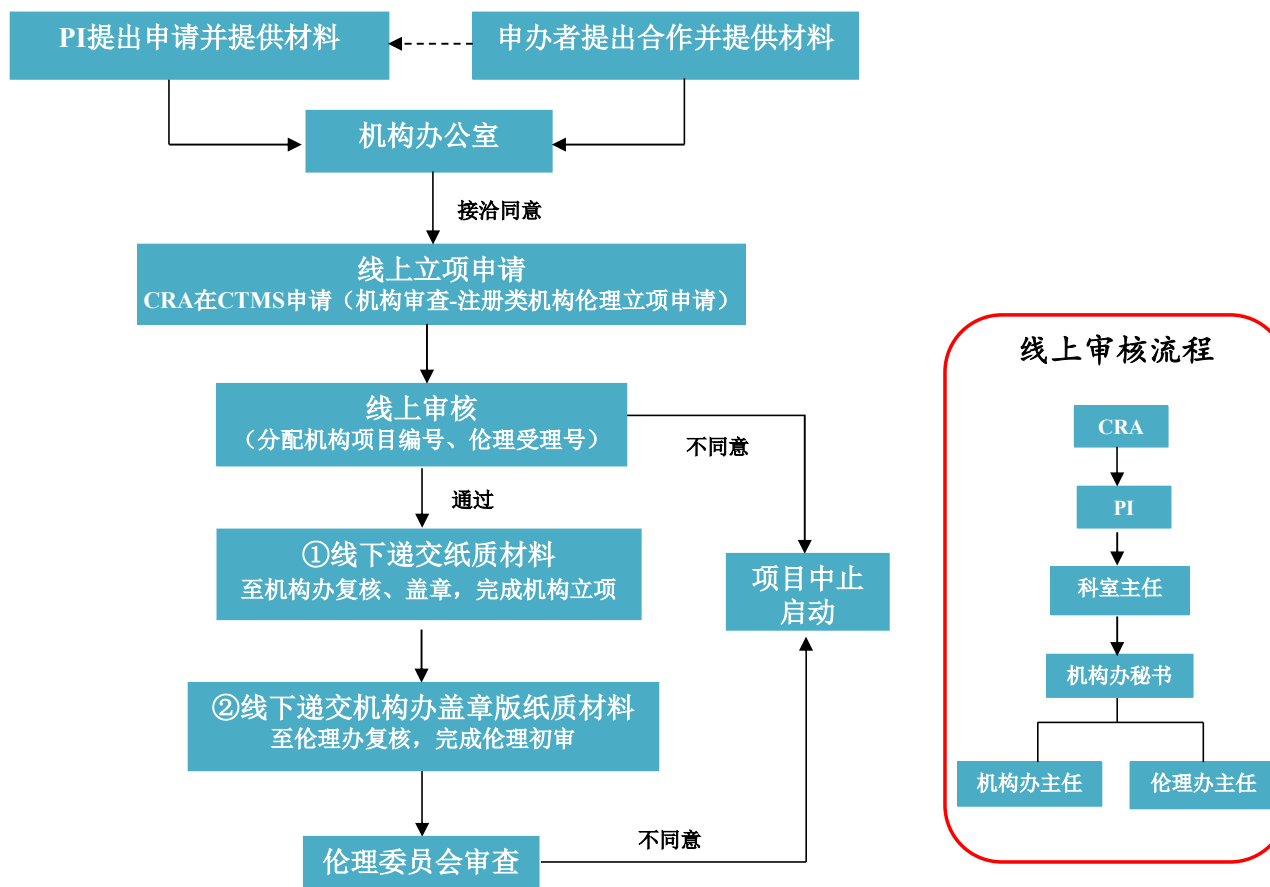 PI提出申请并提供材料
申办者提出合作并提供材料
机构办公室
接洽同意
线上立项申请
CRA在CTMS申请（机构审查-注册类机构伦理立项申请）
线上审核
（分配机构项目编号、伦理受理号）
不同意
通过
①线下递交纸质材料
至机构办复核、盖章，完成机构立项
项目中止
启动
②线下递交机构办盖章版纸质材料
至伦理办复核，完成伦理初审
不同意
伦理委员会审查
线上审核流程
CRA
PI
科室主任
机构办秘书
机构办主任
伦理办主任